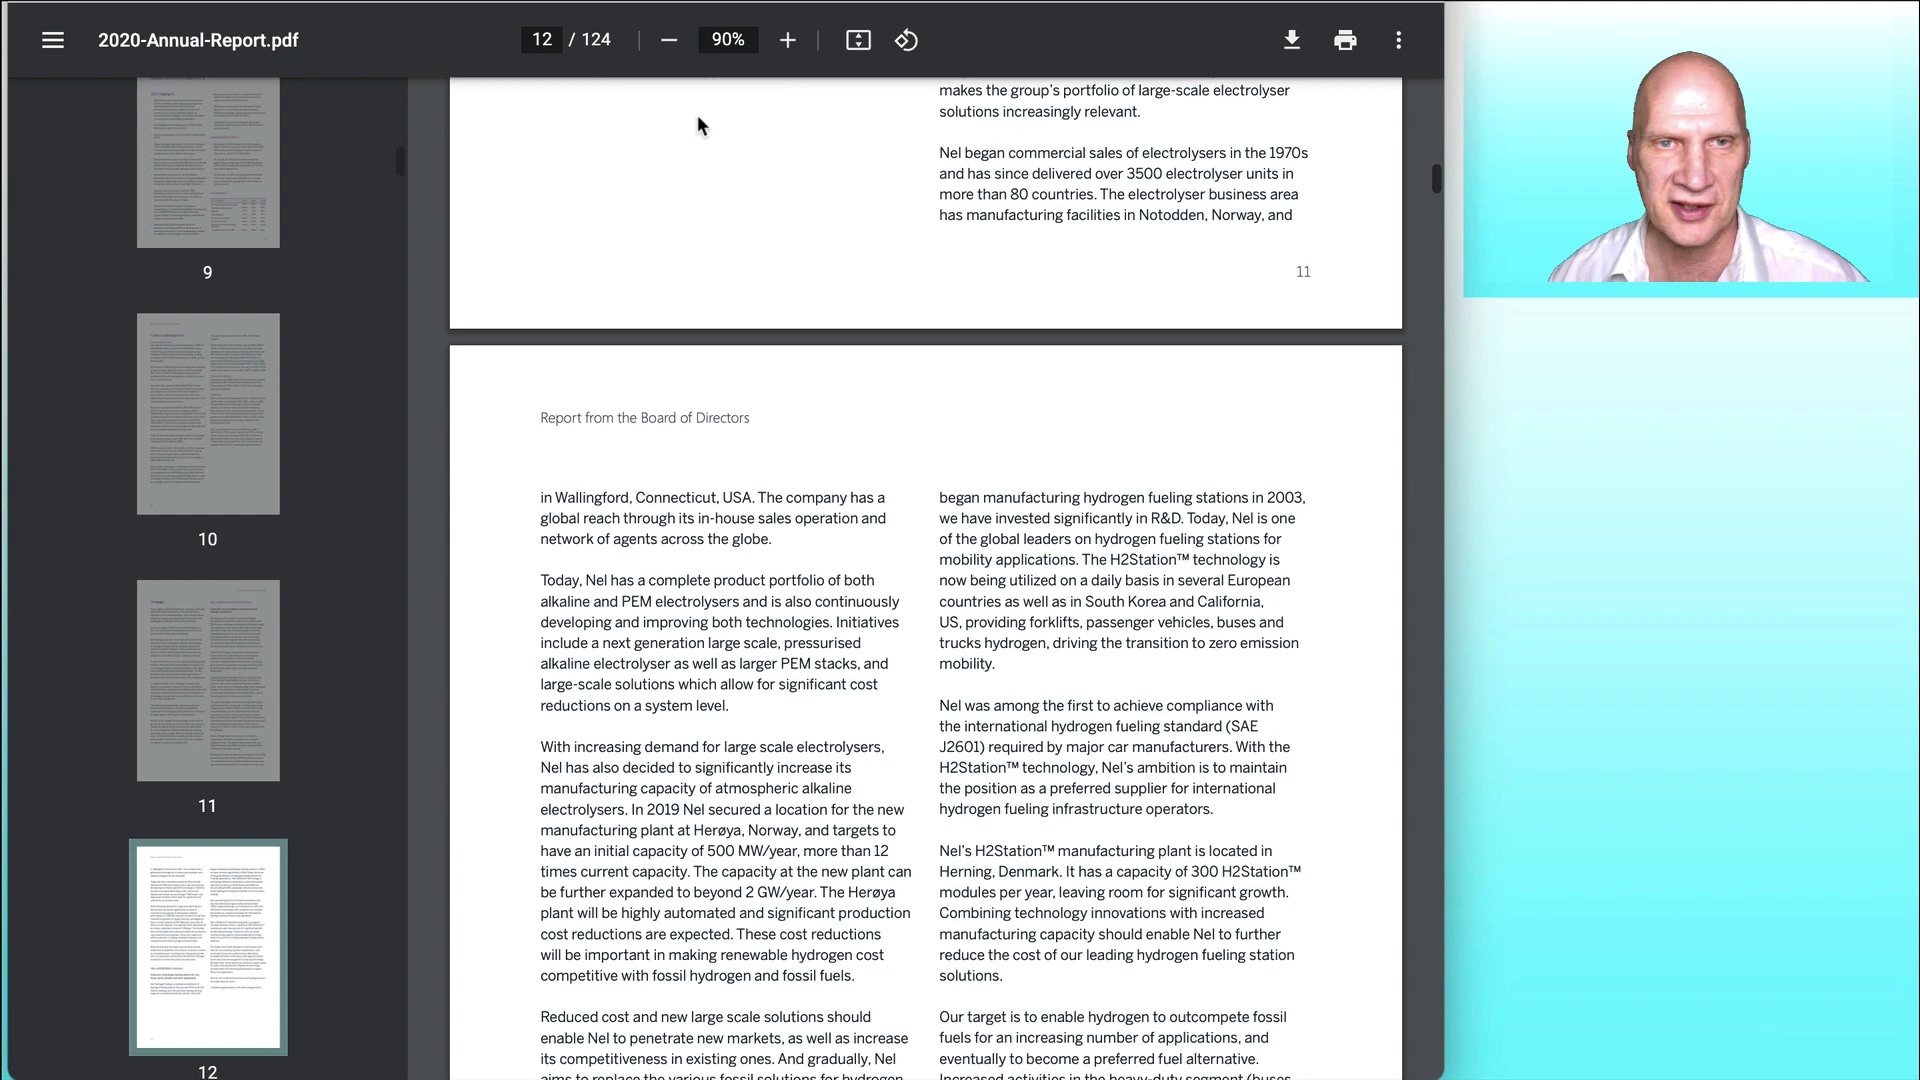 2020-Annual-Report.pdf
12 / 124
90%
9
10
11
12
makes the group's portfolio of large-scale electrolyser
solutions increasingly relevant.
Nel began commercial sales of electrolysers in the 1970s
and has since delivered over 3500 electrolyser units in
more than 80 countries. The electrolyser business area
has manufacturing facilities in Notodden, Norway, and
11
Report from the Board of Directors
in Wallingford, Connecticut, USA. The company has a
global reach through its in-house sales operation and
network of agents across the globe.
Today, Nel has a complete product portfolio of both
alkaline and PEM electrolysers and is also continuously
developing and improving both technologies. Initiatives
include a next generation large scale, pressurised
alkaline electrolyser as well as larger PEM stacks, and
large-scale solutions which allow for significant cost
reductions on a system level.
With increasing demand for large scale electrolysers,
Nel has also decided to significantly increase its
manufacturing capacity of atmospheric alkaline
electrolysers. In 2019 Nel secured a location for the new
manufacturing plant at Herøya, Norway, and targets to
have an initial capacity of 500 MW/year, more than 12
times current capacity. The capacity at the new plant can
be further expanded to beyond 2 GW/year. The Herøya
plant will be highly automated and significant production
cost reductions are expected. These cost reductions
will be important in making renewable hydrogen cost
competitive with fossil hydrogen and fossil fuels.
Reduced cost and new large scale solutions should
enable Nel to penetrate new markets, as well as increase
its competitiveness in existing ones. And gradually, Nel
aims to replace the various fossil solutions for hydrogen
began manufacturing hydrogen fueling stations in 2003,
we have invested significantly in R&D. Today, Nel is one
of the global leaders on hydrogen fueling stations for
mobility applications. The H2Station™ technology is
now being utilized on a daily basis in several European
countries as well as in South Korea and California,
US, providing forklifts, passenger vehicles, buses and
trucks hydrogen, driving the transition to zero emission
mobility.
Nel was among the first to achieve compliance with
the international hydrogen fueling standard (SAE
J2601) required by major car manufacturers. With the
H2Station™ technology, Nel's ambition is to maintain
the position as a preferred supplier for international
hydrogen fueling infrastructure operators.
Nel's H2Station™ manufacturing plant is located in
Herning, Denmark. It has a capacity of 300 H2Station™
modules per year, leaving room for significant growth.
Combining technology innovations with increased
manufacturing capacity should enable Nel to further
reduce the cost of our leading hydrogen fueling station
solutions.
Our target is to enable hydrogen to outcompete fossil
fuels for an increasing number of applications, and
eventually to become a preferred fuel alternative.
Increased activities in the heavy-duty segment (buses